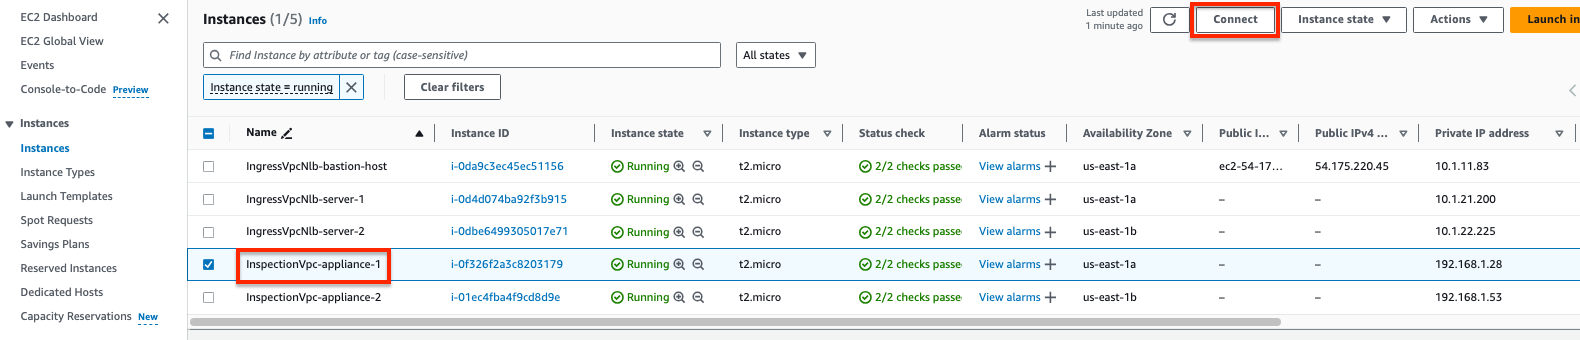 EC2 Dashboard
EC2 Global View
Events
Console-to-Code Preview
Instances
Instances
Instance Types
Launch Templates
Spot Requests
Savings Plans
Reserved Instances
Dedicated Hosts
Capacity Reservations New
Instances (1/5) Info
Last updated
1 minute ago
Connect
Instance state
Actions
Launch in
Find Instance by attribute or tag (case-sensitive)
All states
Instance state = running
Clear filters
Name Instance ID Instance state Instance type Status check Alarm status Availability Zone Public I... Public IPv4 ... Private IP address
IngressVpcNlb-bastion-host i-0da9c3ec45ec51156 Running t2.micro 2/2 checks passe View alarms us-east-1a ec2-54-17... 54.175.220.45 10.1.11.83
IngressVpcNlb-server-1 i-0d4d074ba92f3b915 Running t2.micro 2/2 checks passe View alarms us-east-1a – – 10.1.21.200
IngressVpcNlb-server-2 i-0dbe6499305017e71 Running t2.micro 2/2 checks passe View alarms us-east-1b – – 10.1.22.225
InspectionVpc-appliance-1 i-0f326f2a3c8203179 Running t2.micro 2/2 checks passe View alarms us-east-1a – – 192.168.1.28
InspectionVpc-appliance-2 i-01ec4fba4f9cd8d9e Running t2.micro 2/2 checks passe View alarms us-east-1b – – 192.168.1.53